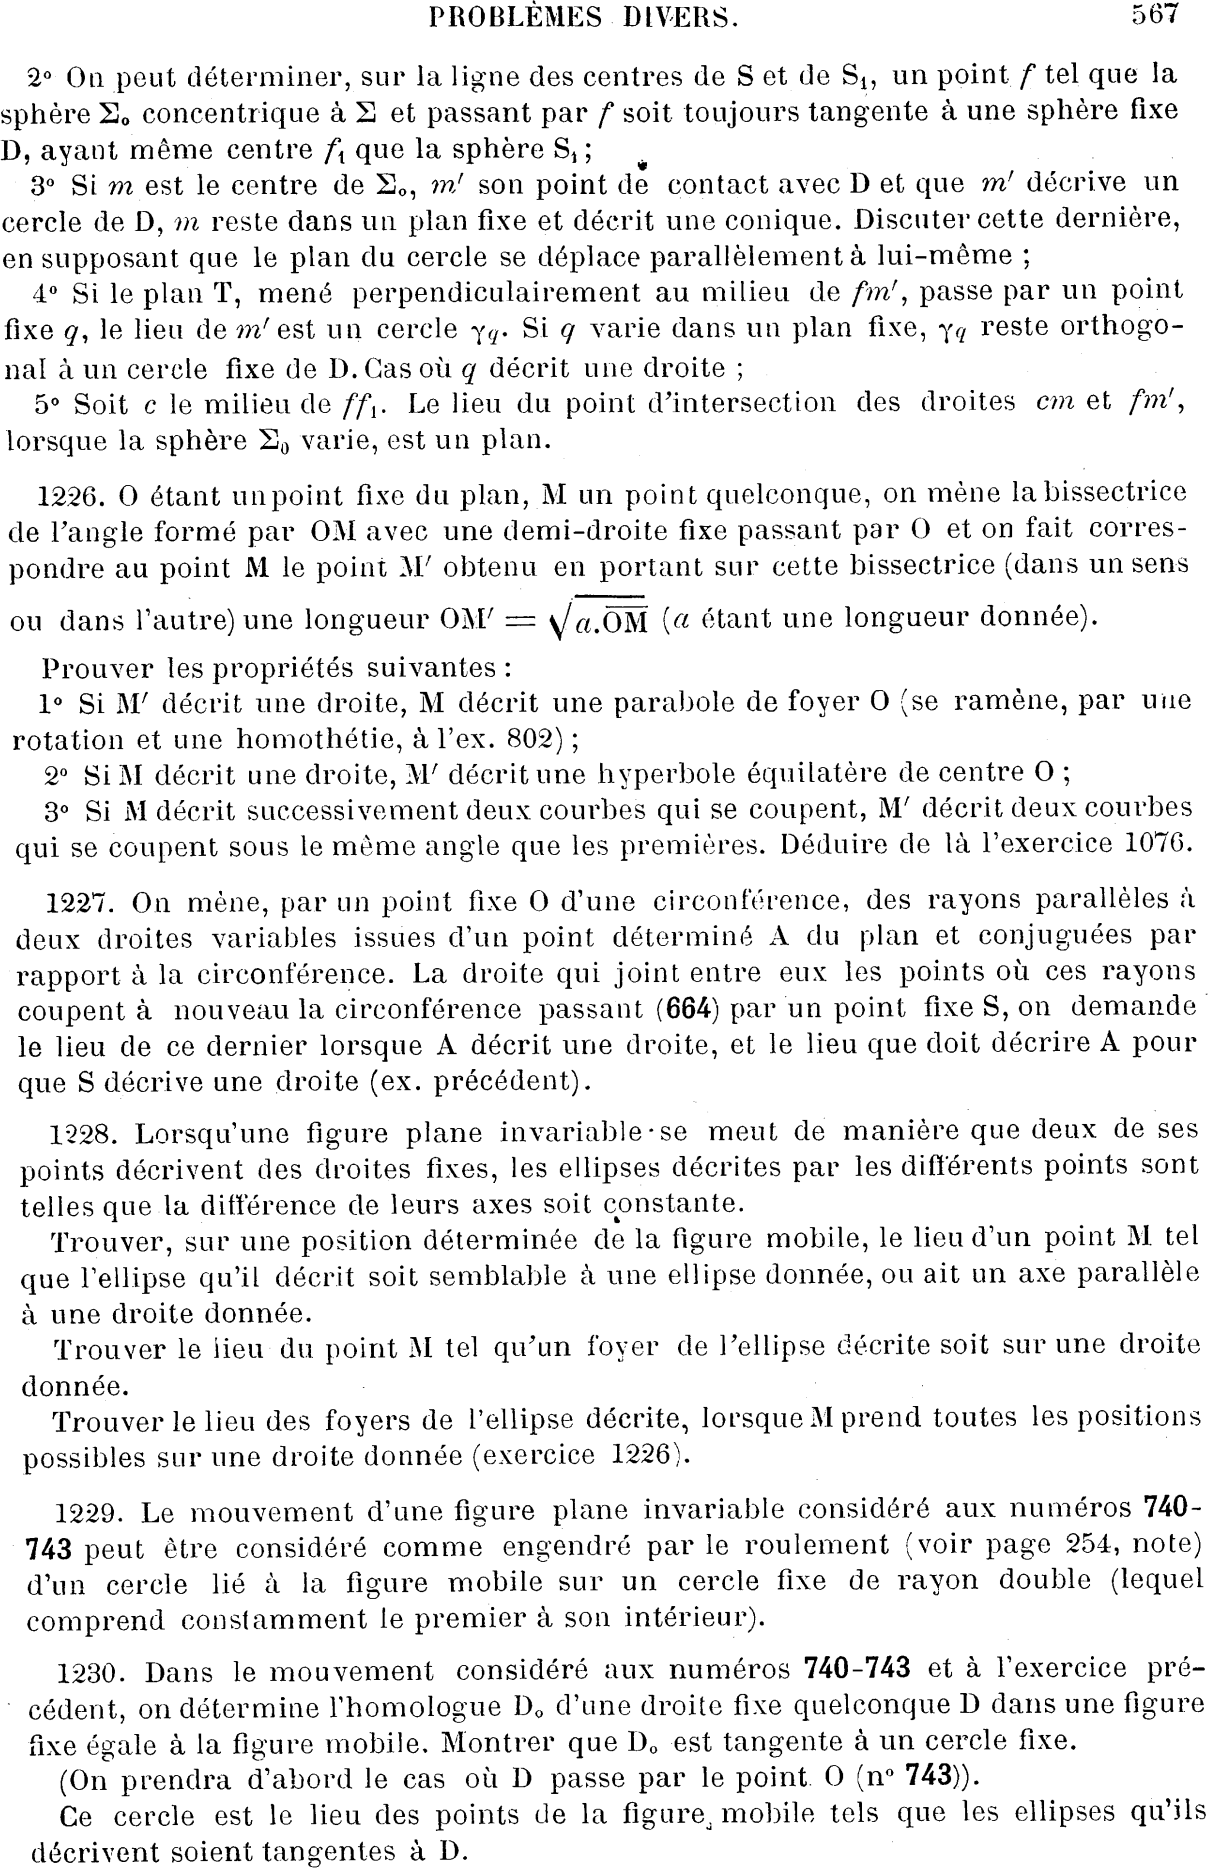 PROBLÈMES DIVERS. 567
2° On peut déterminer, sur la ligne des centres de S et de S₁, un point f tel que la
sphère Σ₀ concentrique à Σ et passant par f soit toujours tangente à une sphère fixe
D, ayant même centre f₁ que la sphère S₁ ;
3° Si m est le centre de Σ₀, m′ son point de contact avec D et que m′ décrive un
cercle de D, m reste dans un plan fixe et décrit une conique. Discuter cette dernière,
en supposant que le plan du cercle se déplace parallèlement à lui-même ;
4° Si le plan T, mené perpendiculairement au milieu de fm′, passe par un point
fixe q, le lieu de m′ est un cercle γq. Si q varie dans un plan fixe, γq reste orthogo-
nal à un cercle fixe de D. Cas où q décrit une droite ;
5° Soit c le milieu de ff₁. Le lieu du point d'intersection des droites cm et fm′,
lorsque la sphère Σ₀ varie, est un plan.
1226. O étant un point fixe du plan, M un point quelconque, on mène la bissectrice
de l'angle formé par OM avec une demi-droite fixe passant par O et on fait corres-
pondre au point M le point M′ obtenu en portant sur cette bissectrice (dans un sens
ou dans l'autre) une longueur OM′ = √(a.O̅M̅) (a étant une longueur donnée).
Prouver les propriétés suivantes :
1° Si M′ décrit une droite, M décrit une parabole de foyer O (se ramène, par une
rotation et une homothétie, à l'ex. 802) ;
2° Si M décrit une droite, M′ décrit une hyperbole équilatère de centre O ;
3° Si M décrit successivement deux courbes qui se coupent, M′ décrit deux courbes
qui se coupent sous le même angle que les premières. Déduire de là l'exercice 1076.
1227. On mène, par un point fixe O d'une circonférence, des rayons parallèles à
deux droites variables issues d'un point déterminé A du plan et conjuguées par
rapport à la circonférence. La droite qui joint entre eux les points où ces rayons
coupent à nouveau la circonférence passant (664) par un point fixe S, on demande
le lieu de ce dernier lorsque A décrit une droite, et le lieu que doit décrire A pour
que S décrive une droite (ex. précédent).
1228. Lorsqu'une figure plane invariable se meut de manière que deux de ses
points décrivent des droites fixes, les ellipses décrites par les différents points sont
telles que la différence de leurs axes soit constante.
Trouver, sur une position déterminée de la figure mobile, le lieu d'un point M tel
que l'ellipse qu'il décrit soit semblable à une ellipse donnée, ou ait un axe parallèle
à une droite donnée.
Trouver le lieu du point M tel qu'un foyer de l'ellipse décrite soit sur une droite
donnée.
Trouver le lieu des foyers de l'ellipse décrite, lorsque M prend toutes les positions
possibles sur une droite donnée (exercice 1226).
1229. Le mouvement d'une figure plane invariable considéré aux numéros 740-
743 peut être considéré comme engendré par le roulement (voir page 254, note)
d'un cercle lié à la figure mobile sur un cercle fixe de rayon double (lequel
comprend constamment le premier à son intérieur).
1230. Dans le mouvement considéré aux numéros 740-743 et à l'exercice pré-
cédent, on détermine l'homologue D₀ d'une droite fixe quelconque D dans une figure
fixe égale à la figure mobile. Montrer que D₀ est tangente à un cercle fixe.
(On prendra d'abord le cas où D passe par le point O (n° 743)).
Ce cercle est le lieu des points de la figure mobile tels que les ellipses qu'ils
décrivent soient tangentes à D.